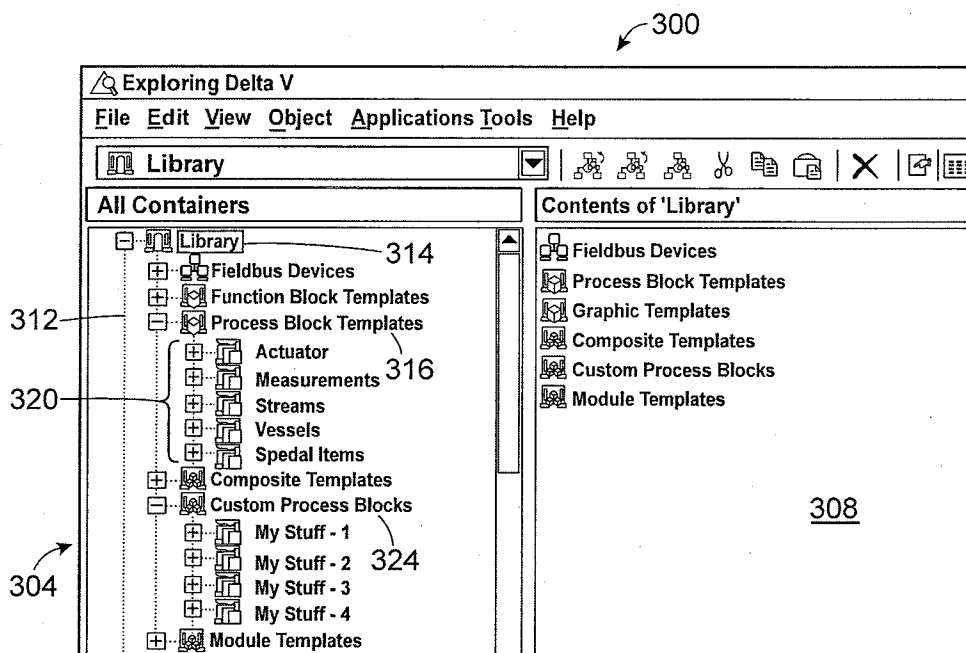 300
Exploring Delta V
File Edit View Object Applications Tools Help
Library
All Containers
Contents of 'Library'
Library
314
Fieldbus Devices
Function Block Templates
312
Process Block Templates
316
320
Actuator
Measurements
Streams
Vessels
Spedal Items
Composite Templates
Custom Process Blocks
324
My Stuff - 1
My Stuff - 2
My Stuff - 3
My Stuff - 4
304
Module Templates
Fieldbus Devices
Process Block Templates
Graphic Templates
Composite Templates
Custom Process Blocks
Module Templates
308